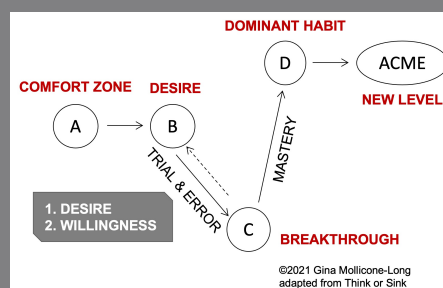 DOMINANT HABIT
D
ACME
NEW LEVEL
COMFORT ZONE
DESIRE
A
B
TRIAL & ERROR
MASTERY
1. DESIRE
2. WILLINGNESS
C
BREAKTHROUGH
©2021 Gina Mollicone-Long
adapted from Think or Sink